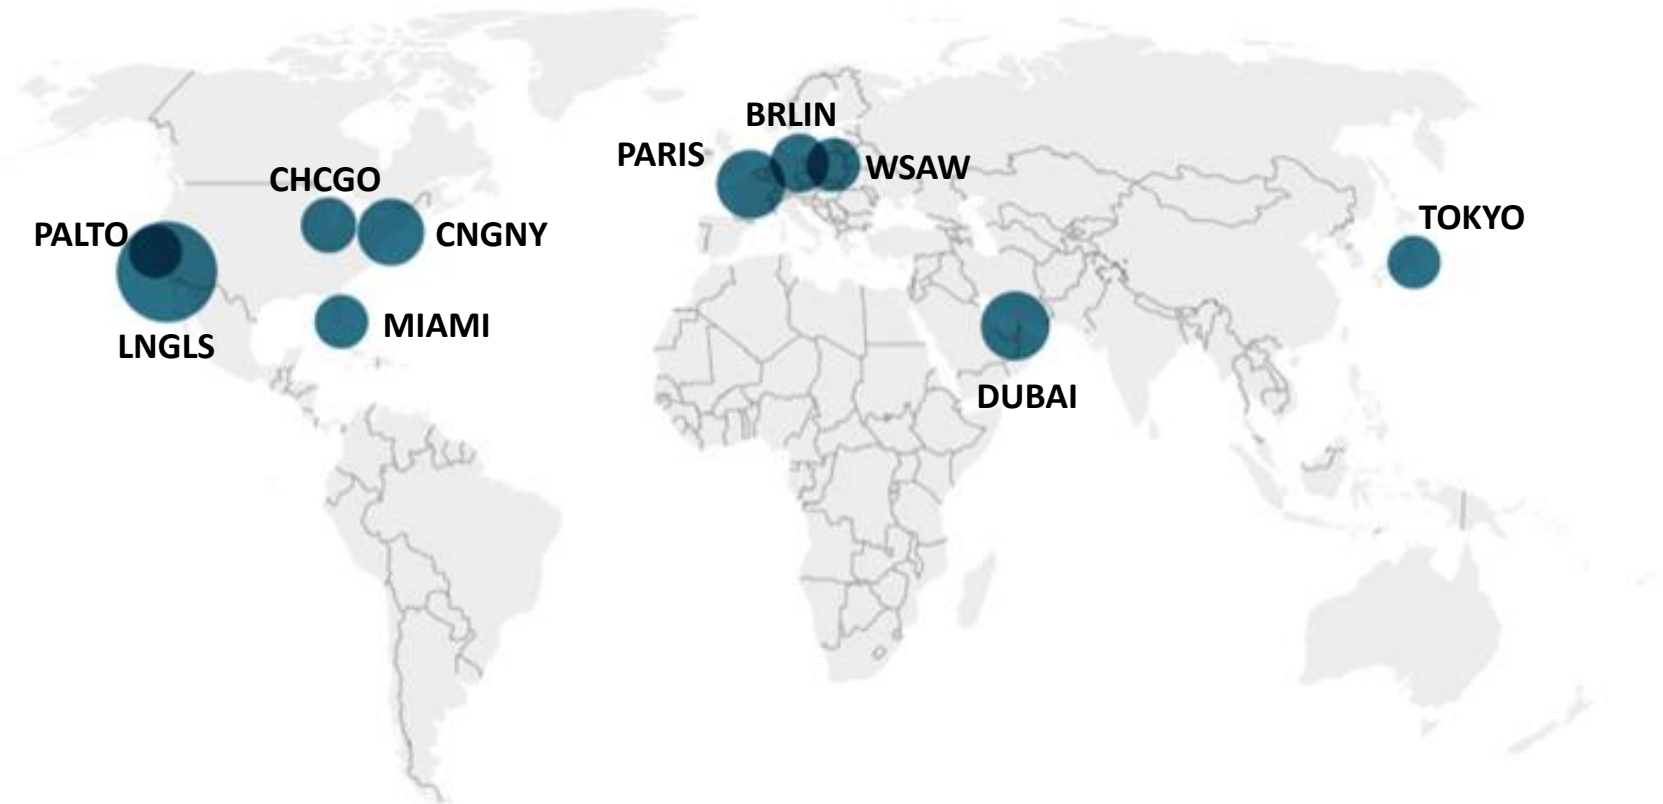 BRLIN
PARIS
WSAW
CHCGO
TOKYO
PALTO
CNGNY
MIAMI
LNGLS
DUBAI